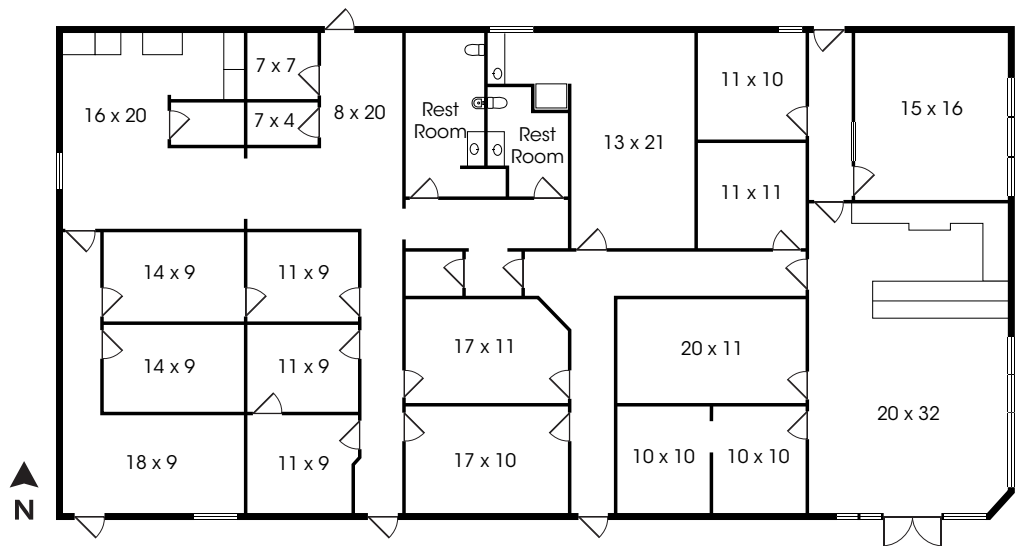 7 x 7
16 x 20
7 x 4
8 x 20
Rest
Room
Rest
Room
13 x 21
11 x 10
15 x 16
11 x 11
14 x 9
11 x 9
14 x 9
11 x 9
17 x 11
20 x 11
20 x 32
18 x 9
11 x 9
17 x 10
10 x 10
10 x 10
N